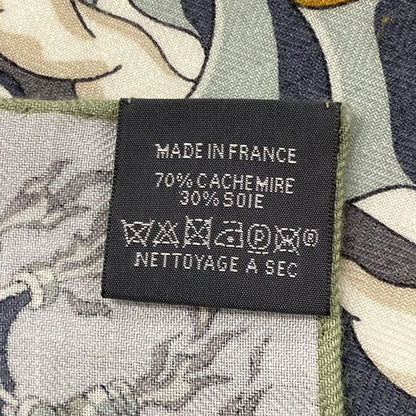 MADE IN FRANCE
70% CACHEMIRE
30% SOIE
P ®
NETTOYAGE A SEC